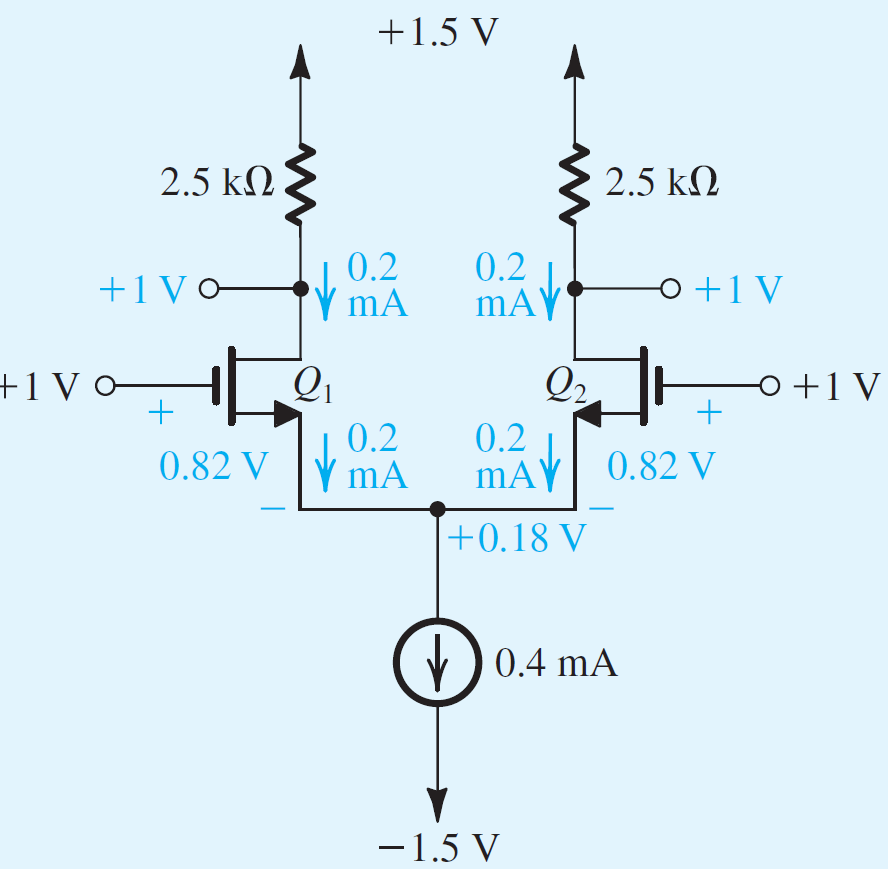 +1.5 V
2.5 kΩ
2.5 kΩ
+1 V
0.2
mA
0.2
mA
+1 V
+1 V
+
Q1
Q2
+
+1 V
0.82 V
0.2
mA
0.2
mA
0.82 V
−
−
+0.18 V
0.4 mA
−1.5 V